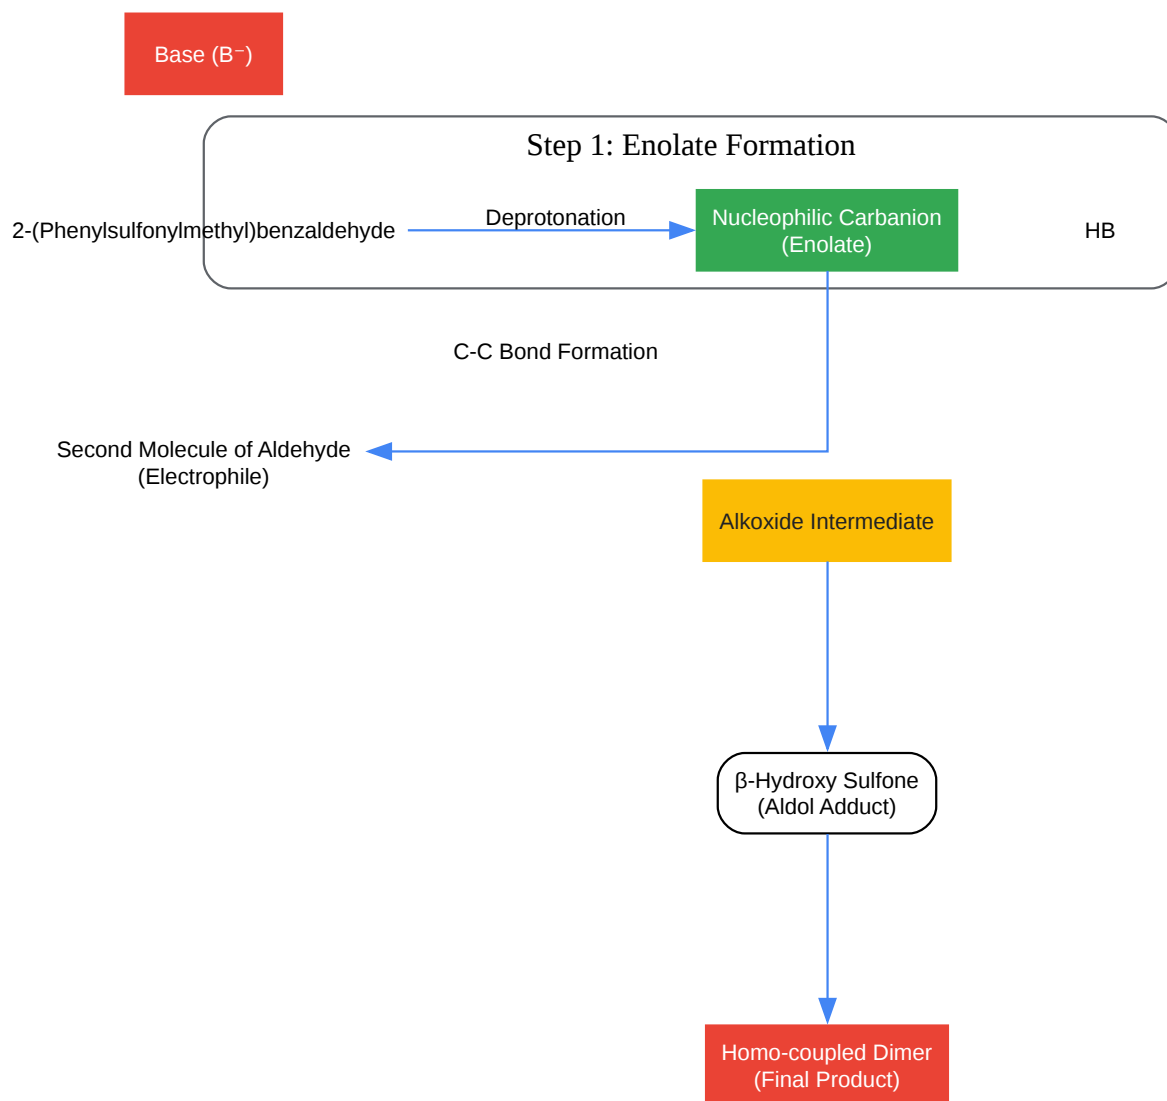 Base (B⁻)
Step 1: Enolate Formation
2-(Phenylsulfonylmethyl)benzaldehyde
Deprotonation
Nucleophilic Carbanion
(Enolate)
HB
C-C Bond Formation
Second Molecule of Aldehyde
(Electrophile)
Alkoxide Intermediate
β-Hydroxy Sulfone
(Aldol Adduct)
Homo-coupled Dimer
(Final Product)